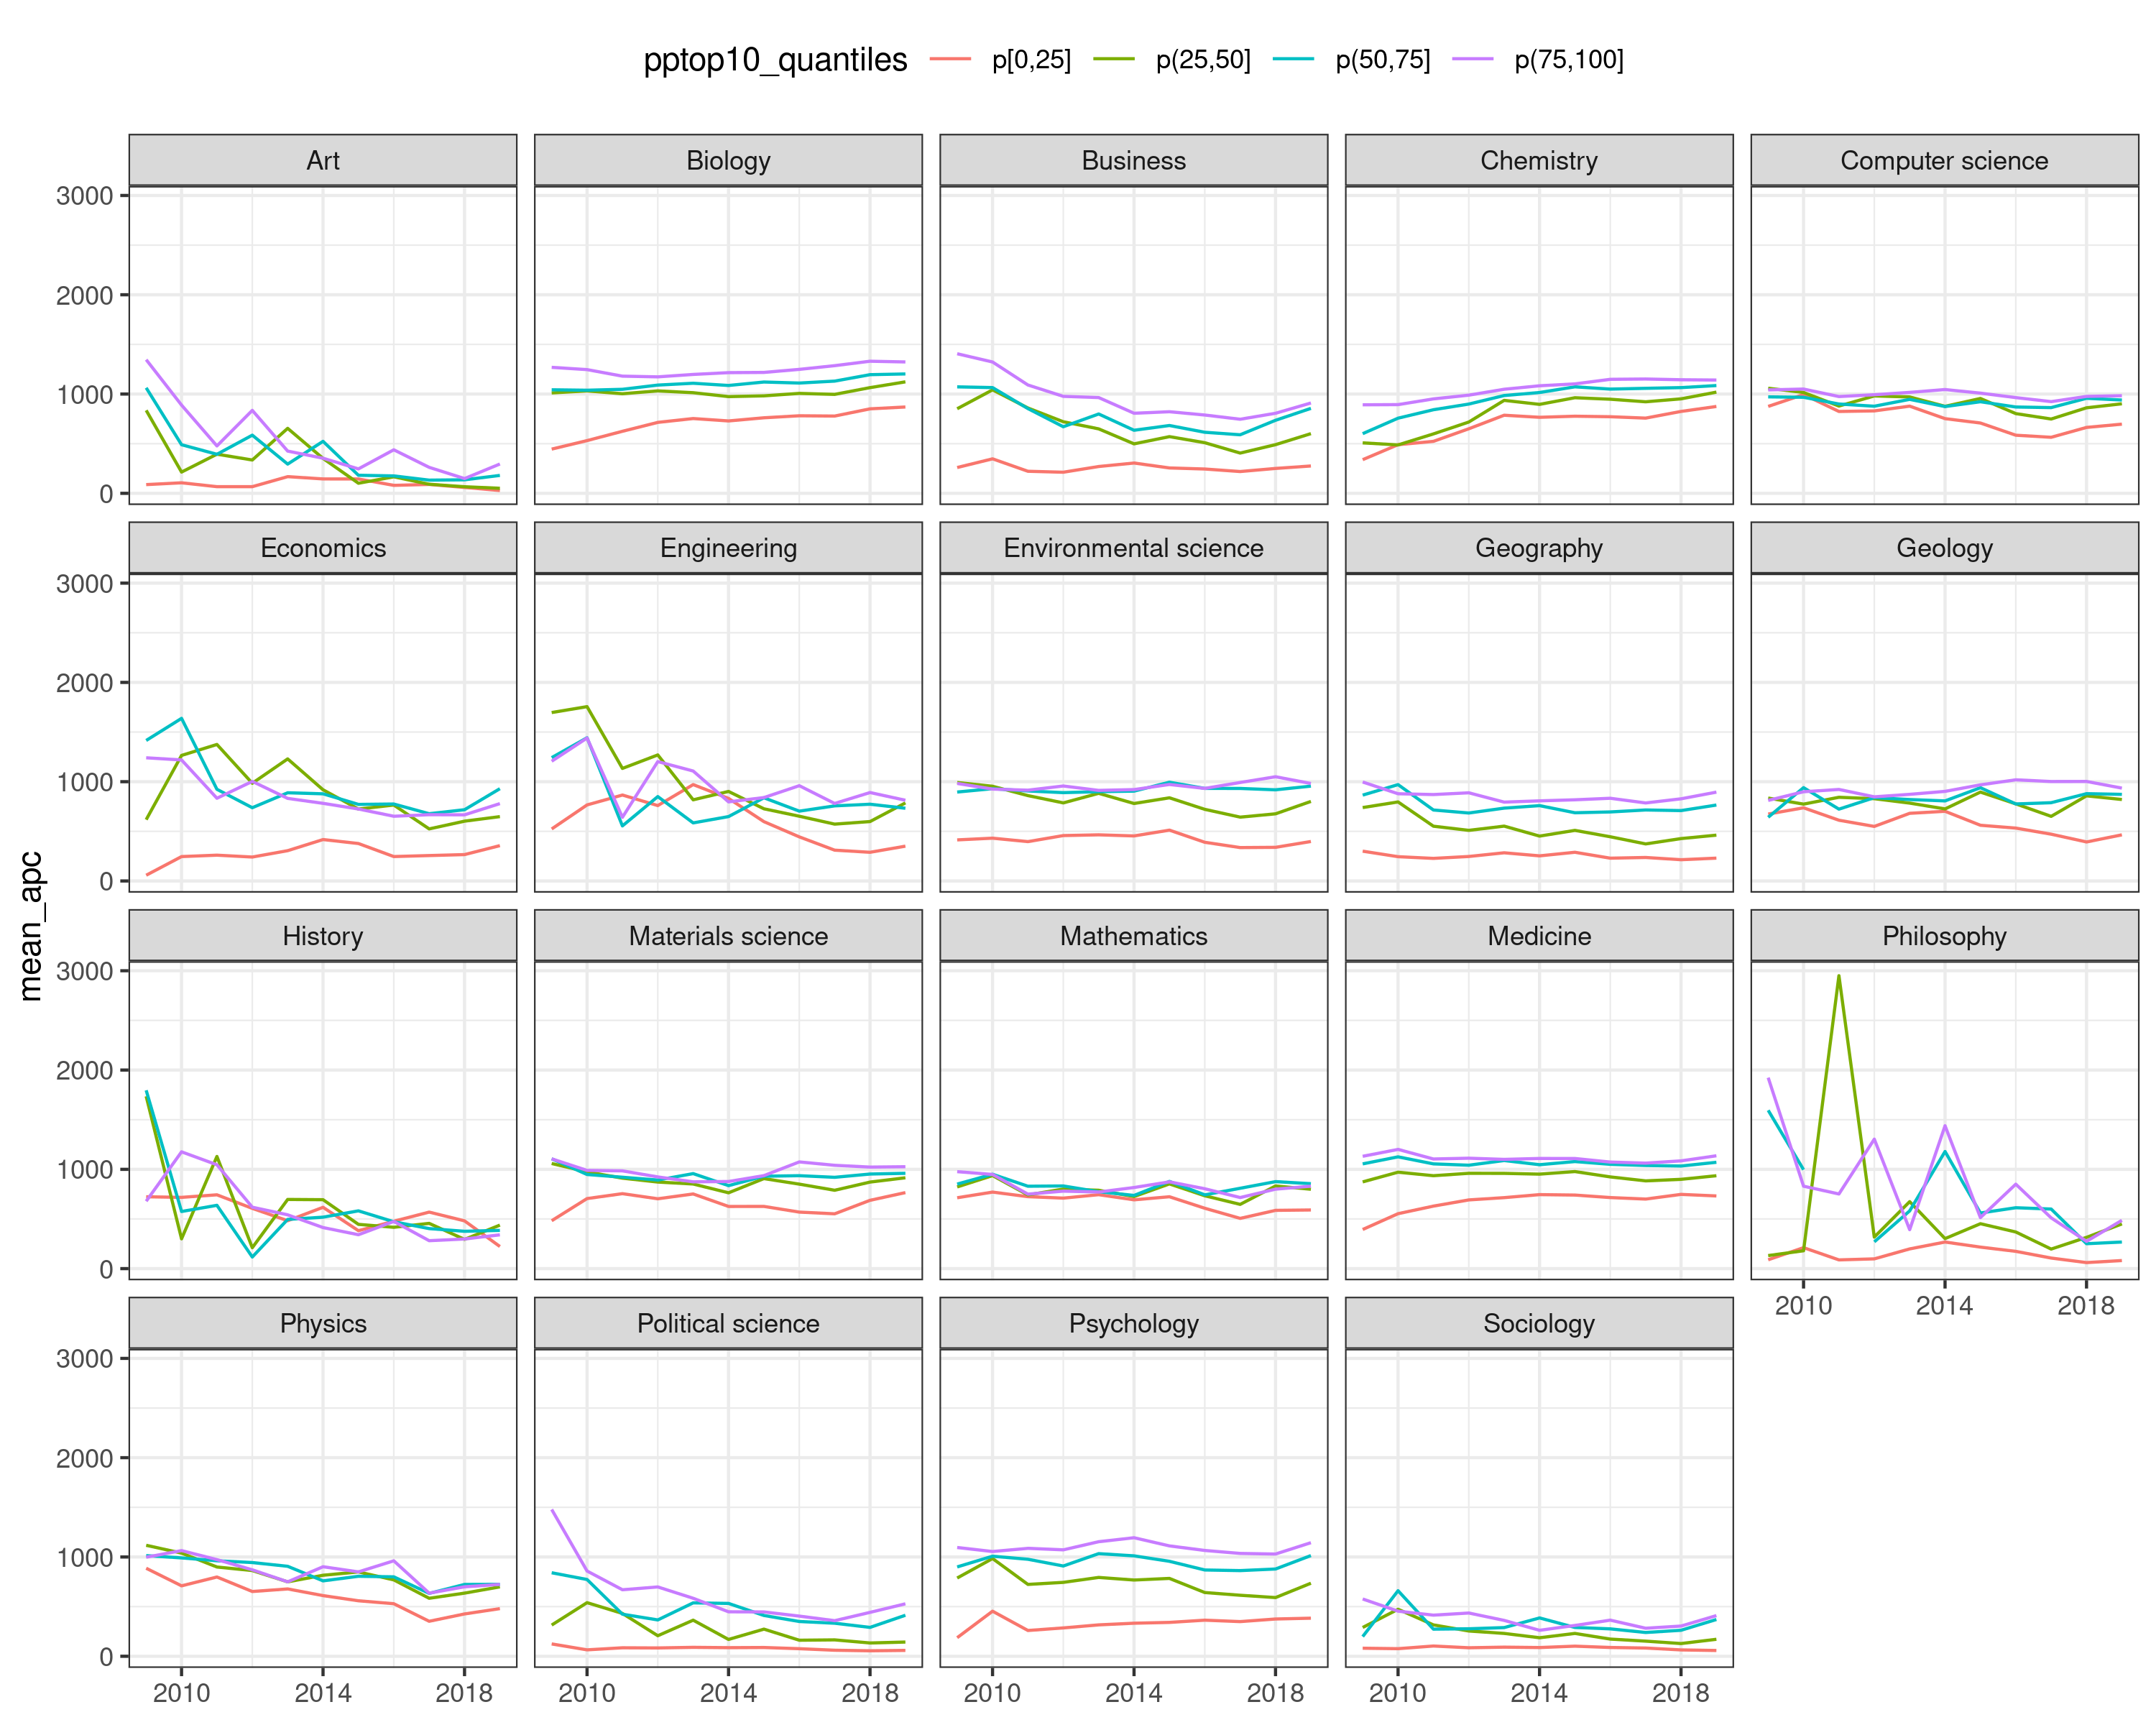 pptop10_quantiles p[0,25] p(25,50] p(50,75] p(75,100]
Art Biology Business Chemistry Computer science
3000
2000
1000
0
Economics Engineering Environmental science Geography Geology
3000
2000
1000
0
mean_apc
History Materials science Mathematics Medicine Philosophy
3000
2000
1000
0
2010 2014 2018
Physics Political science Psychology Sociology
3000
2000
1000
0
2010 2014 2018 2010 2014 2018 2010 2014 2018 2010 2014 2018